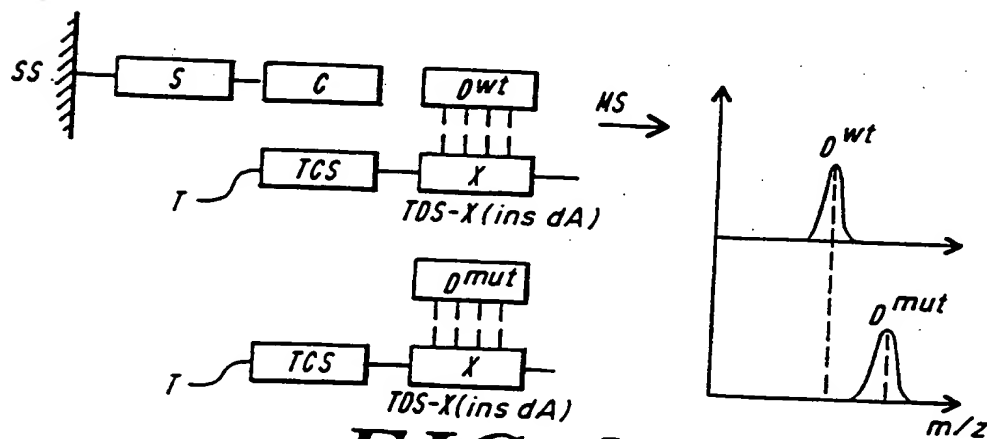 SS
S
C
D wt
MS
T
TCS
X
TDS-X(ins dA)
D mut
T
TCS
X
TDS-X(ins dA)
D wt
D mut
m/z